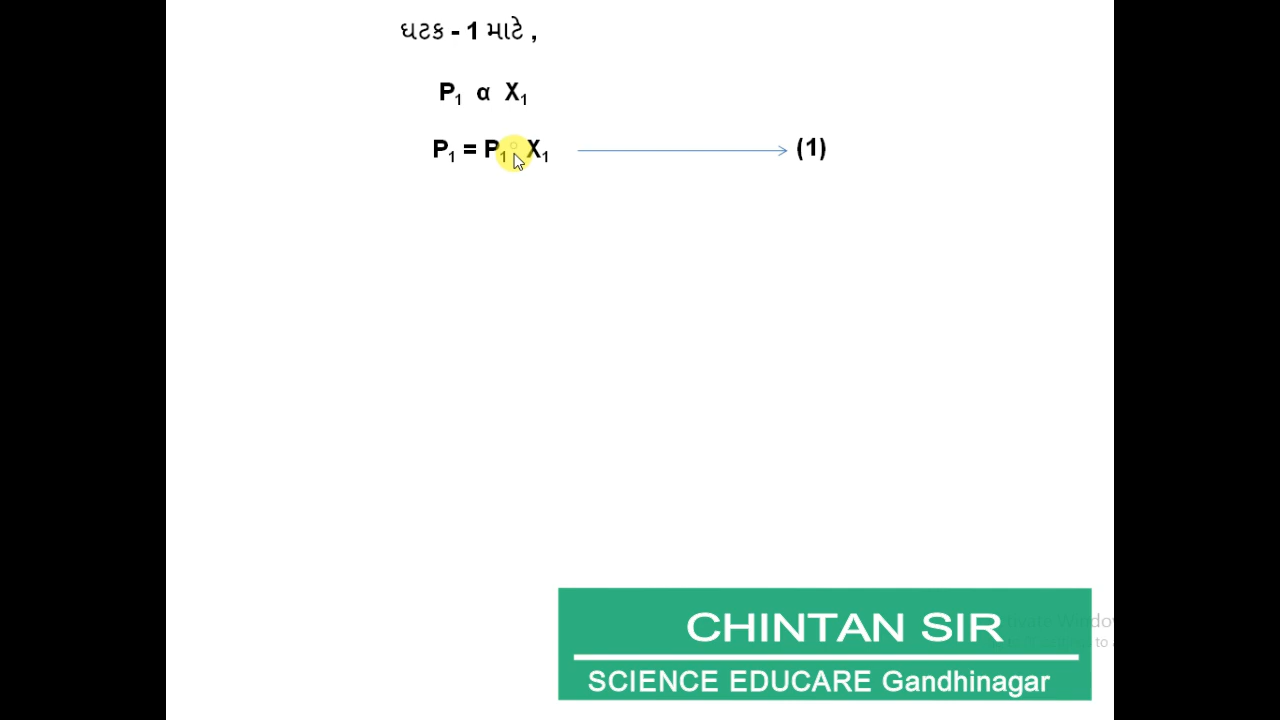 ઘટક - 1 માટે ,
P₁ α X₁
P₁ = P₁° X₁ (1)
CHINTAN SIR
SCIENCE EDUCARE Gandhinagar